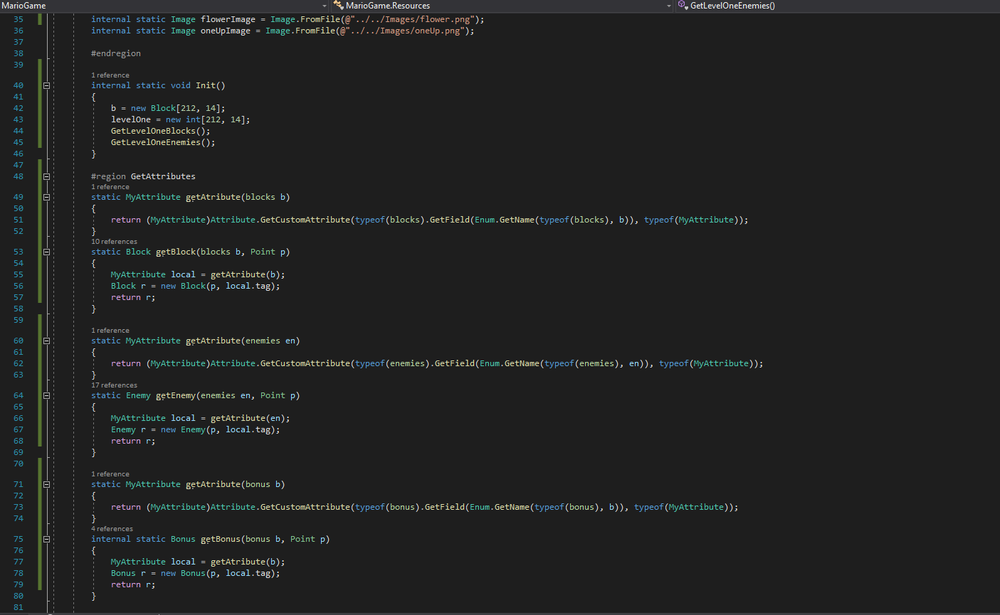 MarioGame MarioGame.Resources GetLevelOneEnemies()
35 internal static Image flowerImage = Image.FromFile(@"../../Images/flower.png");
36 internal static Image oneUpImage = Image.FromFile(@"../../Images/oneUp.png");
37
38 #endregion
39
1 reference
40 internal static void Init()
41 {
42 b = new Block[212, 14];
43 levelOne = new int[212, 14];
44 GetLevelOneBlocks();
45 GetLevelOneEnemies();
46 }
47
48 #region GetAttributes
1 reference
49 static MyAttribute getAtribute(blocks b)
50 {
51 return (MyAttribute)Attribute.GetCustomAttribute(typeof(blocks).GetField(Enum.GetName(typeof(blocks), b)), typeof(MyAttribute));
52 }
10 references
53 static Block getBlock(blocks b, Point p)
54 {
55 MyAttribute local = getAtribute(b);
56 Block r = new Block(p, local.tag);
57 return r;
58 }
59
1 reference
60 static MyAttribute getAtribute(enemies en)
61 {
62 return (MyAttribute)Attribute.GetCustomAttribute(typeof(enemies).GetField(Enum.GetName(typeof(enemies), en)), typeof(MyAttribute));
63 }
17 references
64 static Enemy getEnemy(enemies en, Point p)
65 {
66 MyAttribute local = getAtribute(en);
67 Enemy r = new Enemy(p, local.tag);
68 return r;
69 }
70
1 reference
71 static MyAttribute getAtribute(bonus b)
72 {
73 return (MyAttribute)Attribute.GetCustomAttribute(typeof(bonus).GetField(Enum.GetName(typeof(bonus), b)), typeof(MyAttribute));
74 }
4 references
75 internal static Bonus getBonus(bonus b, Point p)
76 {
77 MyAttribute local = getAtribute(b);
78 Bonus r = new Bonus(p, local.tag);
79 return r;
80 }
81